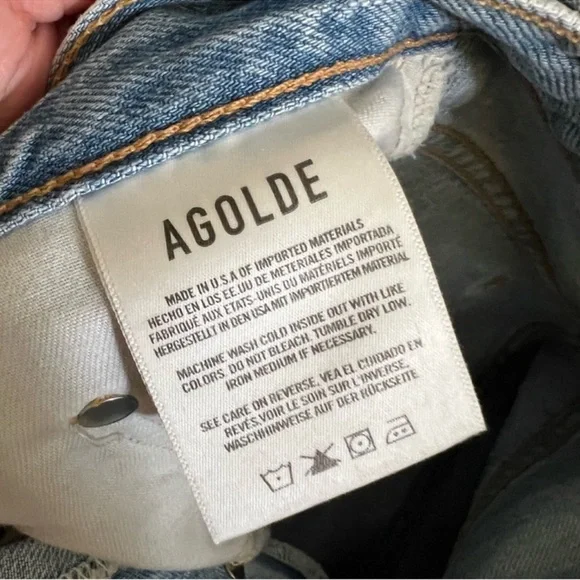 AGOLDE
MADE IN U.S.A OF IMPORTED MATERIALS
HECHO EN LOS EE.UU DE METERIALES IMPORTABA
FABRIQUÉ AUX ETATS-UNIS DU MATÉRIELS IMPORTÉ
HERGESTELLT IN DEN USA MIT IMPORTIERTEM MATERIAL
MACHINE WASH COLD INSIDE OUT WITH LIKE
COLORS. DO NOT BLEACH. TUMBLE DRY LOW.
IRON MEDIUM IF NECESSARY.
SEE CARE ON REVERSE. VEA EL CUIDADO EN
REVÉS. VOIR LE SOIN SUR L'INVERSE.
WASCHHINWEISE AUF DER RÜCKSEITE